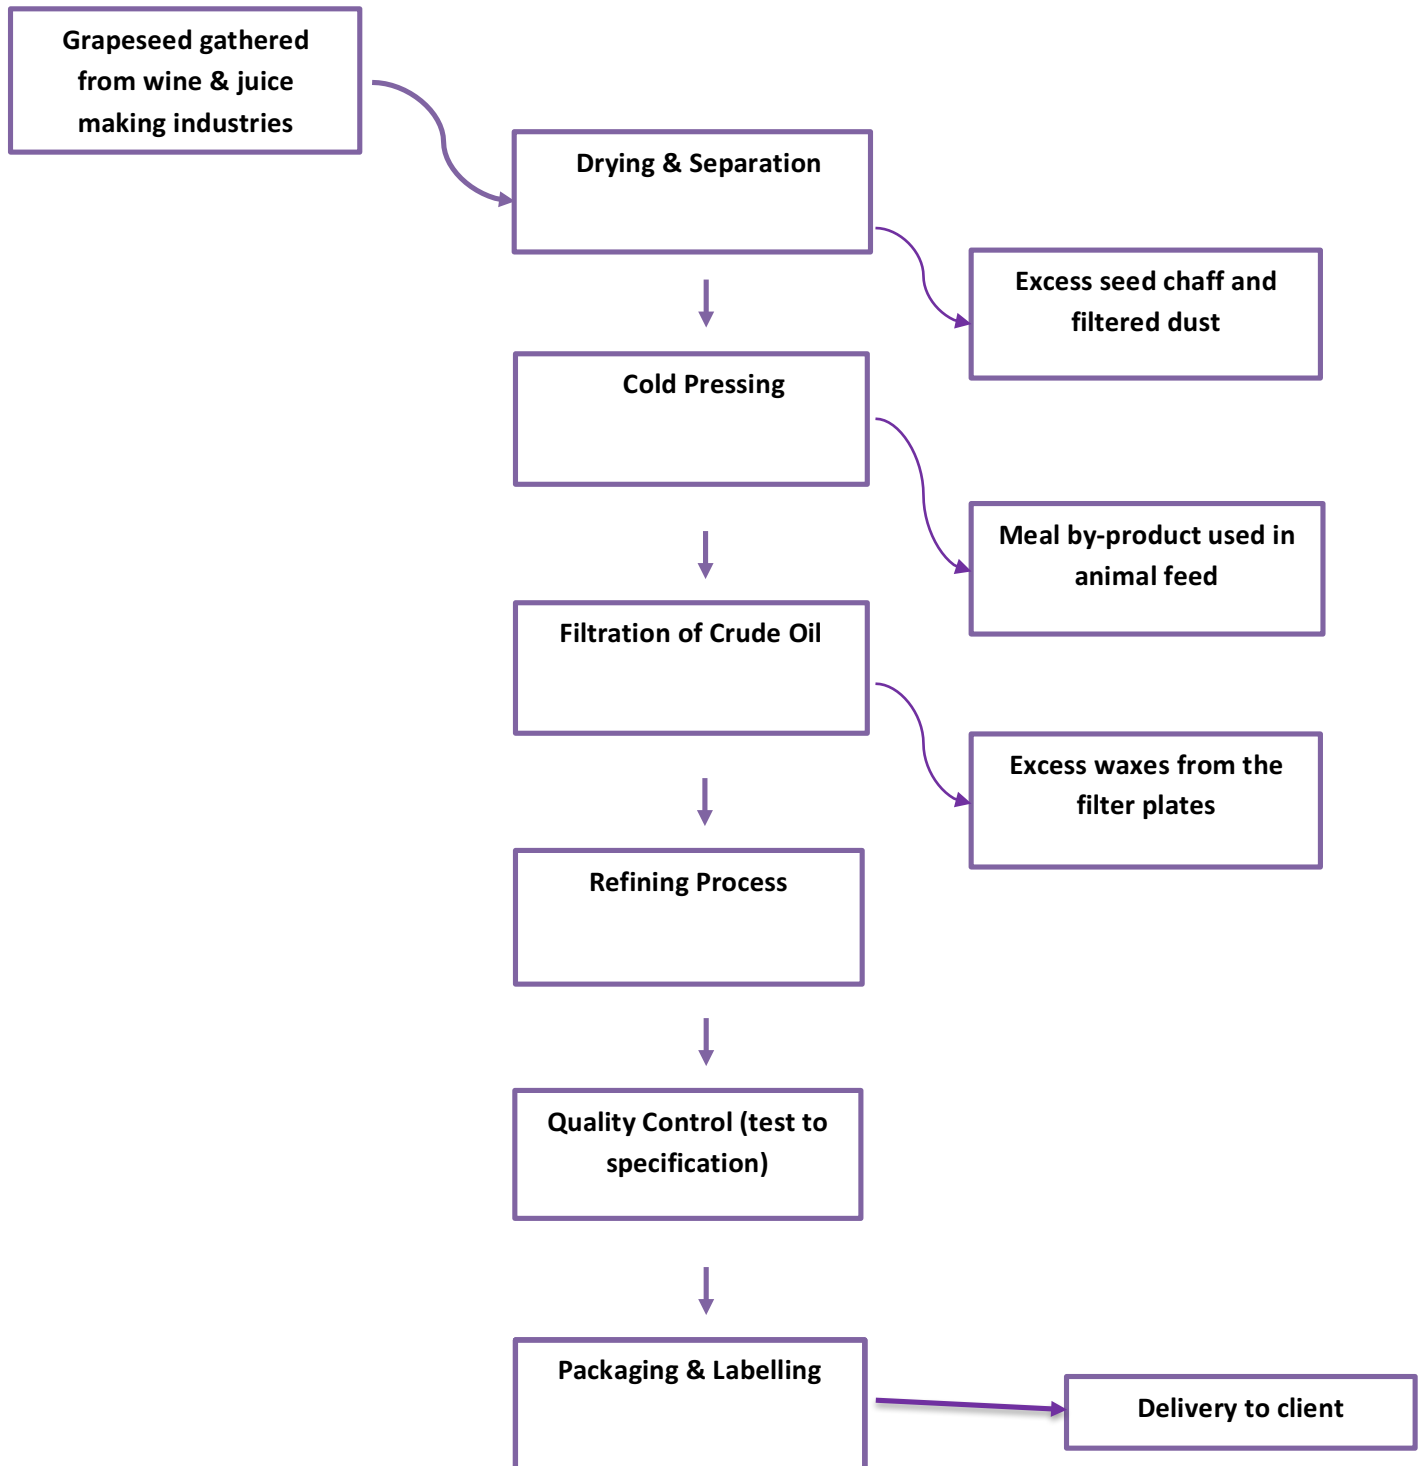 Grapeseed gathered
from wine & juice
making industries
Drying & Separation
Excess seed chaff and
filtered dust
Cold Pressing
Meal by-product used in
animal feed
Filtration of Crude Oil
Excess waxes from the
filter plates
Refining Process
Quality Control (test to
specification)
Packaging & Labelling
Delivery to client